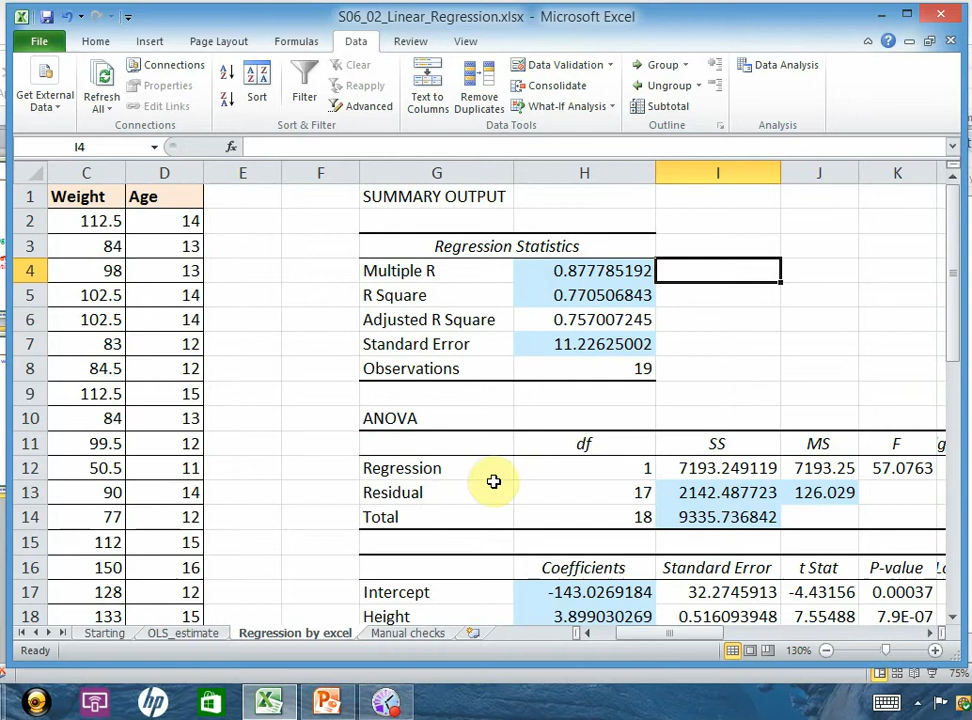 S06_02_Linear_Regression.xlsx - Microsoft Excel
File Home Insert Page Layout Formulas Data Review View
Get External Data
Refresh All
Connections
Properties
Edit Links
Connections
Sort
Filter
Clear
Reapply
Advanced
Sort & Filter
Text to Columns
Remove Duplicates
Data Validation
Consolidate
What-If Analysis
Data Tools
Group
Ungroup
Subtotal
Outline
Data Analysis
Analysis
I4 fx
C D E F G H I J K
1 Weight Age SUMMARY OUTPUT
2 112.5 14
3 84 13 Regression Statistics
4 98 13 Multiple R 0.877785192
5 102.5 14 R Square 0.770506843
6 102.5 14 Adjusted R Square 0.757007245
7 83 12 Standard Error 11.22625002
8 84.5 12 Observations 19
9 112.5 15
10 84 13 ANOVA
11 99.5 12 df SS MS F
12 50.5 11 Regression 1 7193.249119 7193.25 57.0763
13 90 14 Residual 17 2142.487723 126.029
14 77 12 Total 18 9335.736842
15 112 15
16 150 16 Coefficients Standard Error t Stat P-value
17 128 12 Intercept -143.0269184 32.2745913 -4.43156 0.00037
18 133 15 Height 3.899030269 0.516093948 7.55488 7.9E-07
Starting OLS_estimate Regression by excel Manual checks
Ready 130%
75%